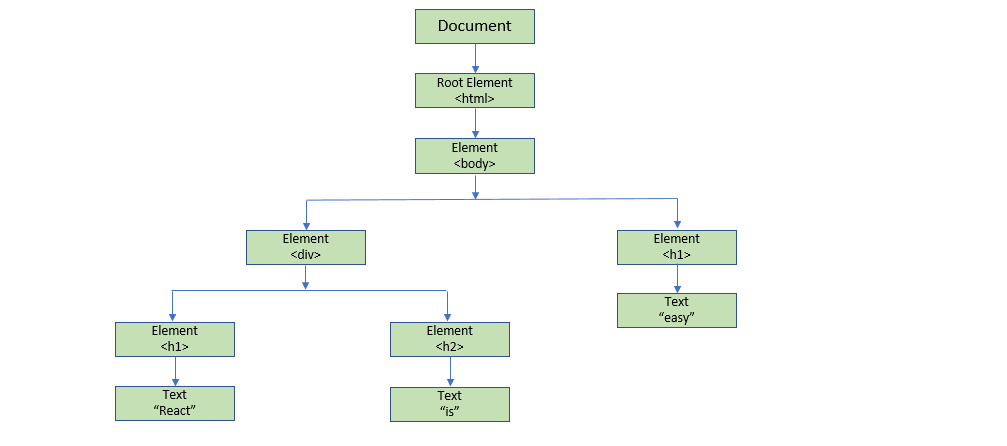 Document
Root Element
<html>
Element
<body>
Element
<div>
Element
<h1>
Text
“easy”
Element
<h1>
Element
<h2>
Text
“React”
Text
“is”